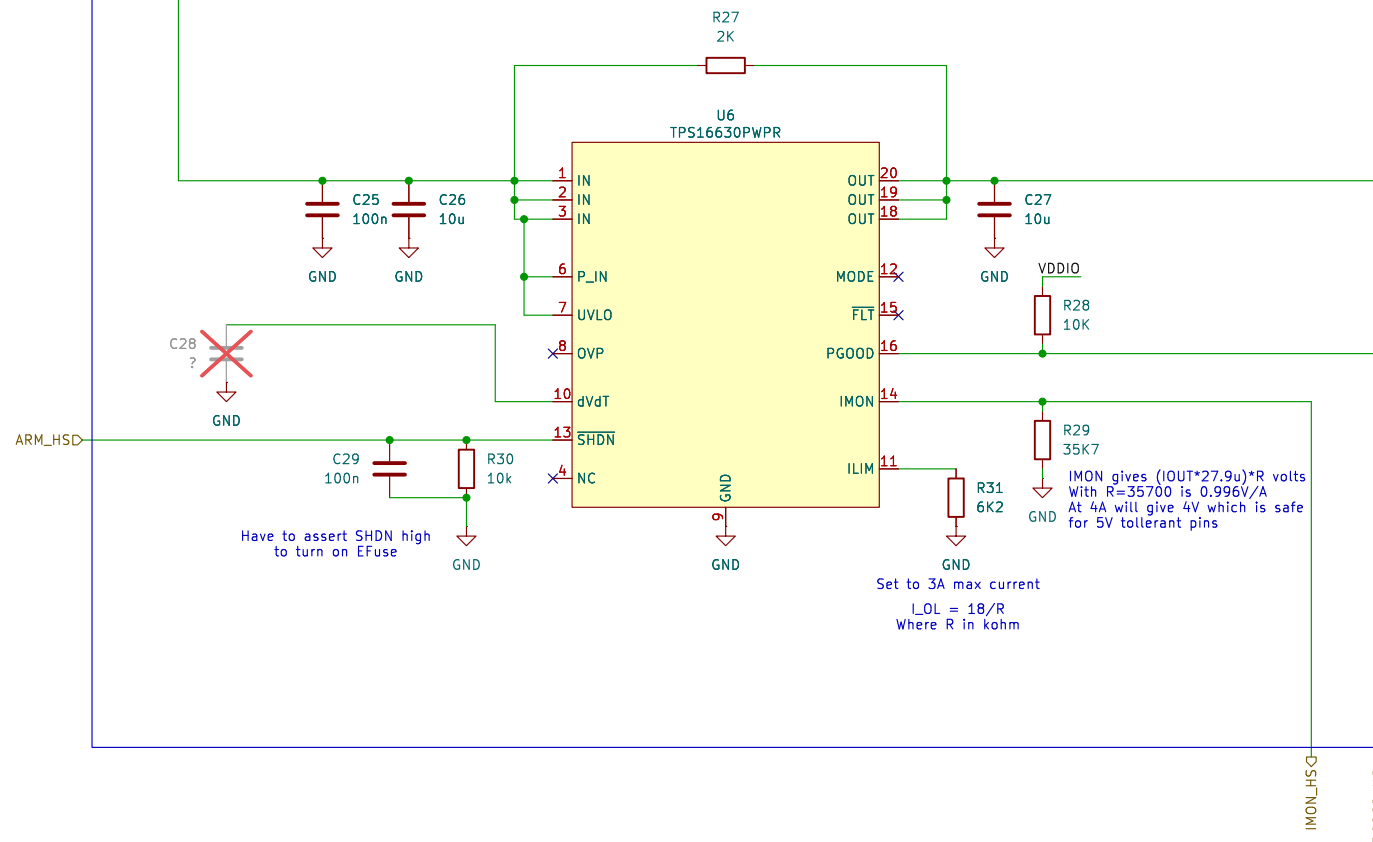 R27
2K
U6
TPS16630PWPR
1 IN
2 IN
3 IN
6 P_IN
7 UVLO
8 OVP
10 dVdT
13 SHDN
4 NC
OUT 20
OUT 19
OUT 18
MODE 12
FLT 15
PGOOD 16
IMON 14
ILIM 11
GND
9
GND
C25
100n
GND
C26
10u
GND
C27
10u
GND
VDDIO
R28
10K
C28
?
GND
ARM_HS
C29
100n
R30
10k
GND
Have to assert SHDN high
to turn on EFuse
R29
35K7
GND
IMON gives (IOUT*27.9u)*R volts
With R=35700 is 0.996V/A
At 4A will give 4V which is safe
for 5V tollerant pins
R31
6K2
GND
Set to 3A max current
I_OL = 18/R
Where R in kohm
IMON_HS